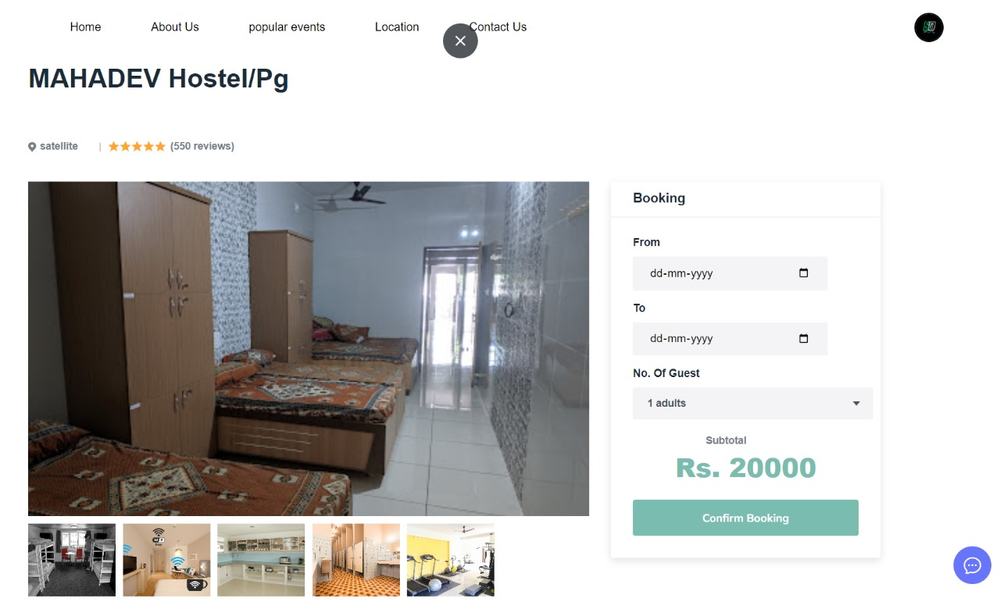 Home About Us popular events Location Contact Us
MAHADEV Hostel/Pg
satellite | (550 reviews)
Booking
From
dd-mm-yyyy
To
dd-mm-yyyy
No. Of Guest
1 adults
Subtotal
Rs. 20000
Confirm Booking